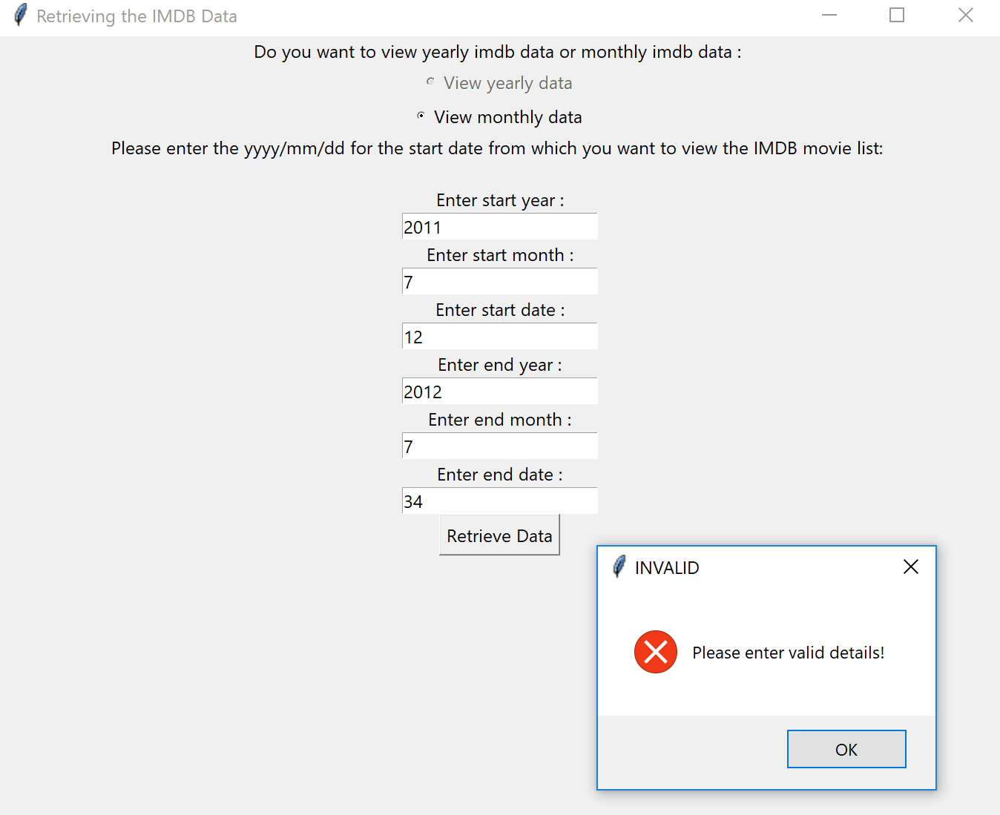 Retrieving the IMDB Data
Do you want to view yearly imdb data or monthly imdb data :
View yearly data
View monthly data
Please enter the yyyy/mm/dd for the start date from which you want to view the IMDB movie list:
Enter start year :
2011
Enter start month :
7
Enter start date :
12
Enter end year :
2012
Enter end month :
7
Enter end date :
34
Retrieve Data
INVALID
Please enter valid details!
OK